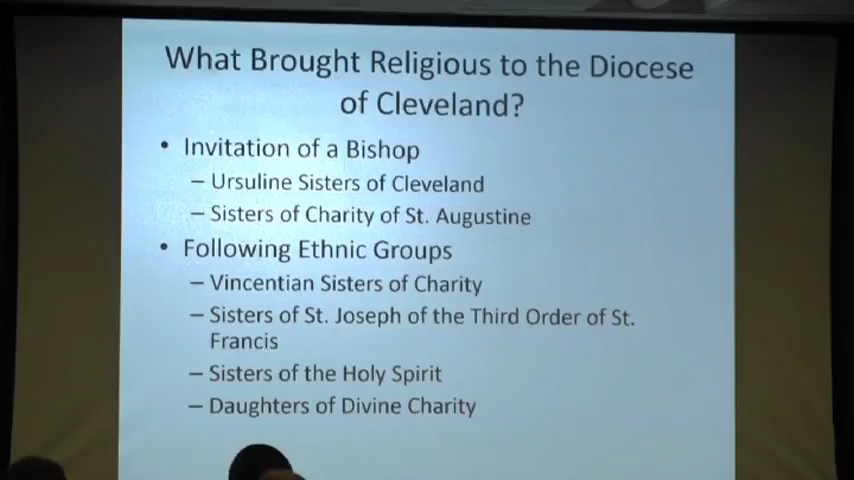 What Brought Religious to the Diocese
of Cleveland?
• Invitation of a Bishop
– Ursuline Sisters of Cleveland
– Sisters of Charity of St. Augustine
• Following Ethnic Groups
– Vincentian Sisters of Charity
– Sisters of St. Joseph of the Third Order of St.
Francis
– Sisters of the Holy Spirit
– Daughters of Divine Charity